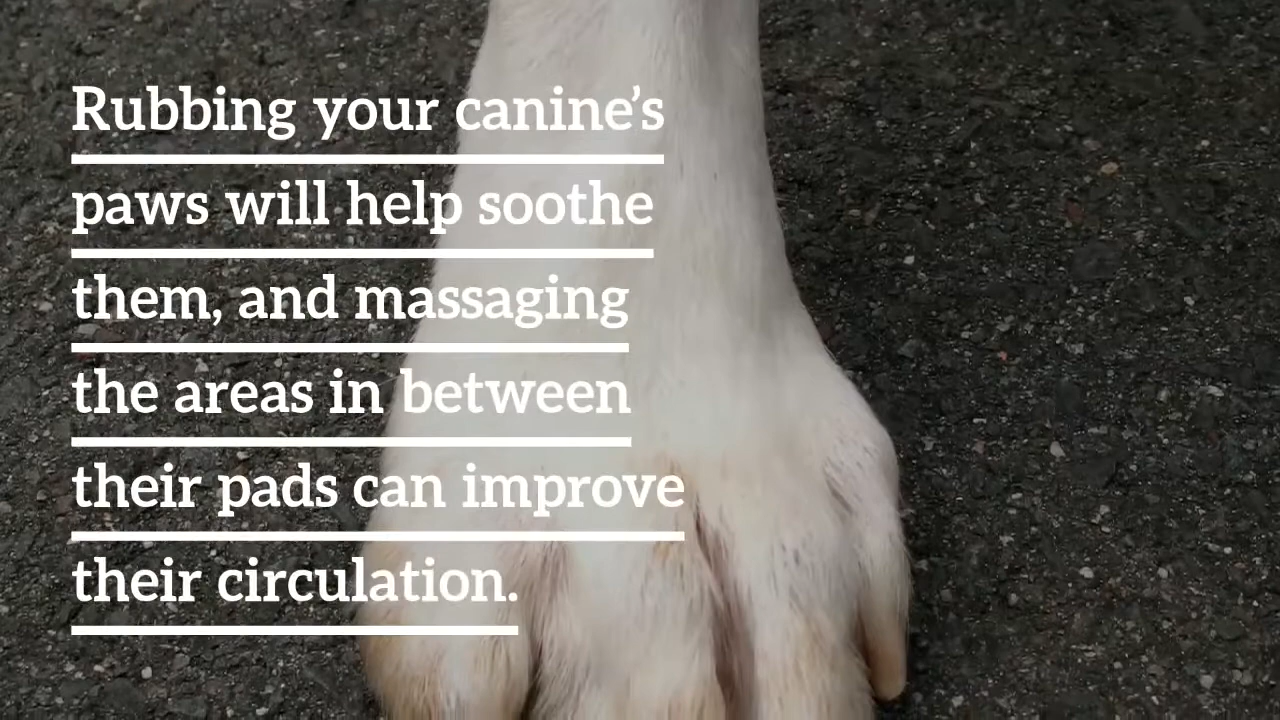 Rubbing your canine’s
paws will help soothe
them, and massaging
the areas in between
their pads can improve
their circulation.